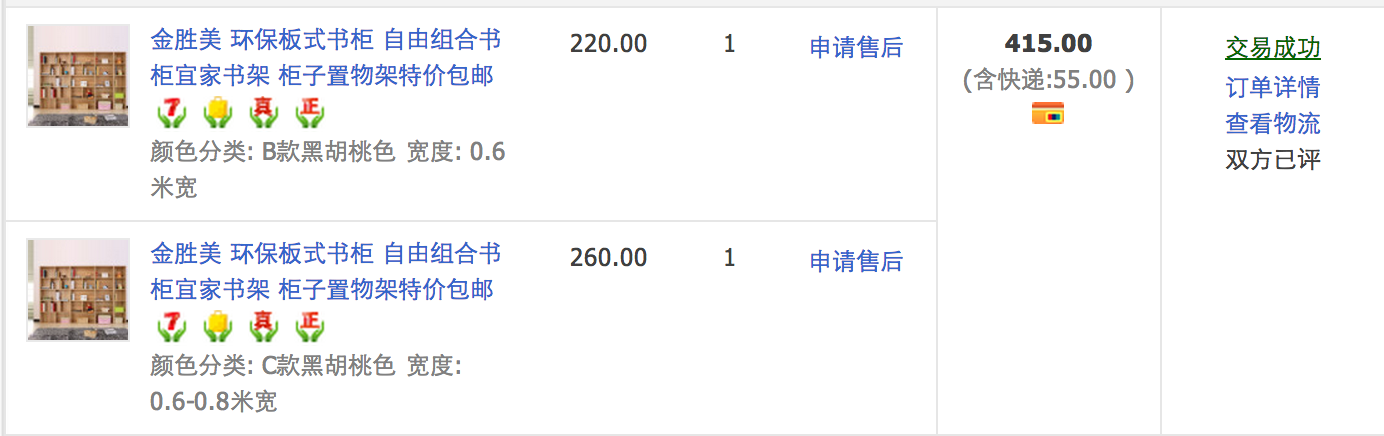 金胜美 环保板式书柜 自由组合书
柜宜家书架 柜子置物架特价包邮
7 真 正
颜色分类: B款黑胡桃色 宽度: 0.6
米宽
220.00
1
申请售后
415.00
(含快递:55.00 )
交易成功
订单详情
查看物流
双方已评
金胜美 环保板式书柜 自由组合书
柜宜家书架 柜子置物架特价包邮
7 真 正
颜色分类: C款黑胡桃色 宽度:
0.6-0.8米宽
260.00
1
申请售后